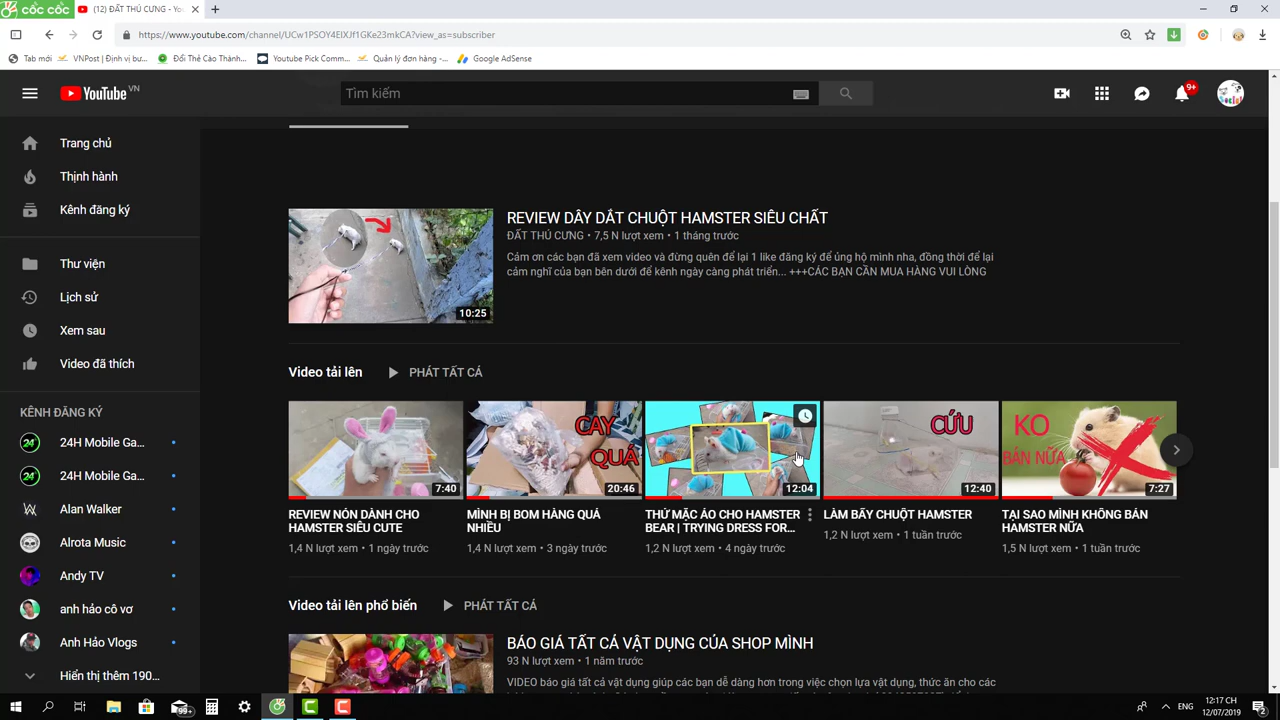 CỐC CỐC
(12) ĐẤT THÚ CƯNG - Yo
https://www.youtube.com/channel/UCw1PSOY4ElXJf1GKe23mkCA?view_as=subscriber
Tab mới
VNPost | Định vị bư...
Đổi Thẻ Cào Thành...
Youtube Pick Comm...
Quản lý đơn hàng -...
Google AdSense
YouTube VN
Tìm kiếm
9+
Trang chủ
Thịnh hành
Kênh đăng ký
Thư viện
Lịch sử
Xem sau
Video đã thích
KÊNH ĐĂNG KÝ
24H Mobile Ga...
24H Mobile Ga...
Alan Walker
Alrota Music
Andy TV
anh hảo cô vơ
Anh Hảo Vlogs
Hiển thị thêm 190...
10:25
REVIEW DÂY DẮT CHUỘT HAMSTER SIÊU CHẤT
ĐẤT THÚ CƯNG • 7,5 N lượt xem • 1 tháng trước
Cảm ơn các bạn đã xem video và đừng quên để lại 1 like đăng ký để ủng hộ mình nha, đồng thời để lại
cảm nghĩ của bạn bên dưới để kênh ngày càng phát triển... +++CÁC BẠN CẦN MUA HÀNG VUI LÒNG
Video tải lên
PHÁT TẤT CẢ
7:40
REVIEW NÓN DÀNH CHO
HAMSTER SIÊU CUTE
1,4 N lượt xem • 1 ngày trước
CAY
QUÁ
20:46
MÌNH BỊ BOM HÀNG QUÁ
NHIỀU
1,4 N lượt xem • 3 ngày trước
12:04
THỬ MẶC ÁO CHO HAMSTER
BEAR | TRYING DRESS FOR...
1,2 N lượt xem • 4 ngày trước
CỨU
12:40
LÀM BẪY CHUỘT HAMSTER
1,2 N lượt xem • 1 tuần trước
KO
BÁN NỮA
7:27
TẠI SAO MÌNH KHÔNG BÁN
HAMSTER NỮA
1,5 N lượt xem • 1 tuần trước
Video tải lên phổ biến
PHÁT TẤT CẢ
BÁO GIÁ TẤT CẢ VẬT DỤNG CỦA SHOP MÌNH
93 N lượt xem • 1 năm trước
VIDEO báo giá tất cả vật dụng giúp các bạn dễ dàng hơn trong việc chọn lựa vật dụng, thức ăn cho các
99+
ENG
12:17 CH
12/07/2019
2